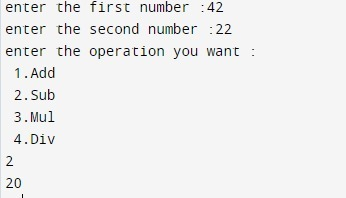 enter the first number :42
enter the second number :22
enter the operation you want :
1.Add
2.Sub
3.Mul
4.Div
2
20